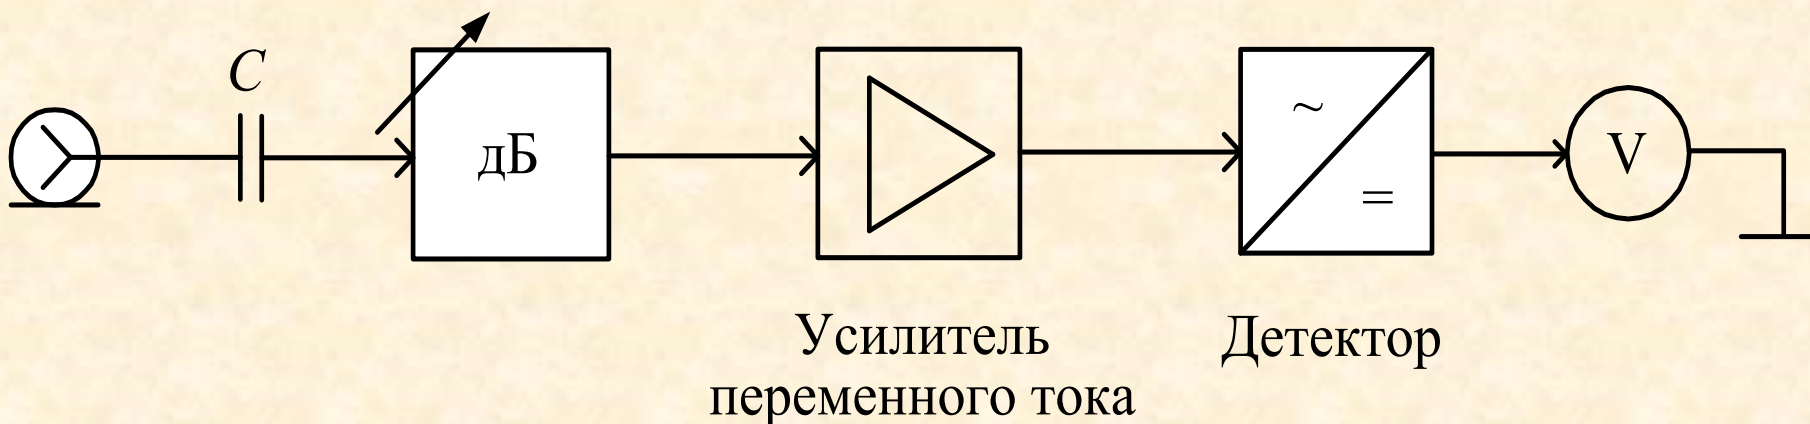 C
дБ
~
=
V
Усилитель
переменного тока
Детектор